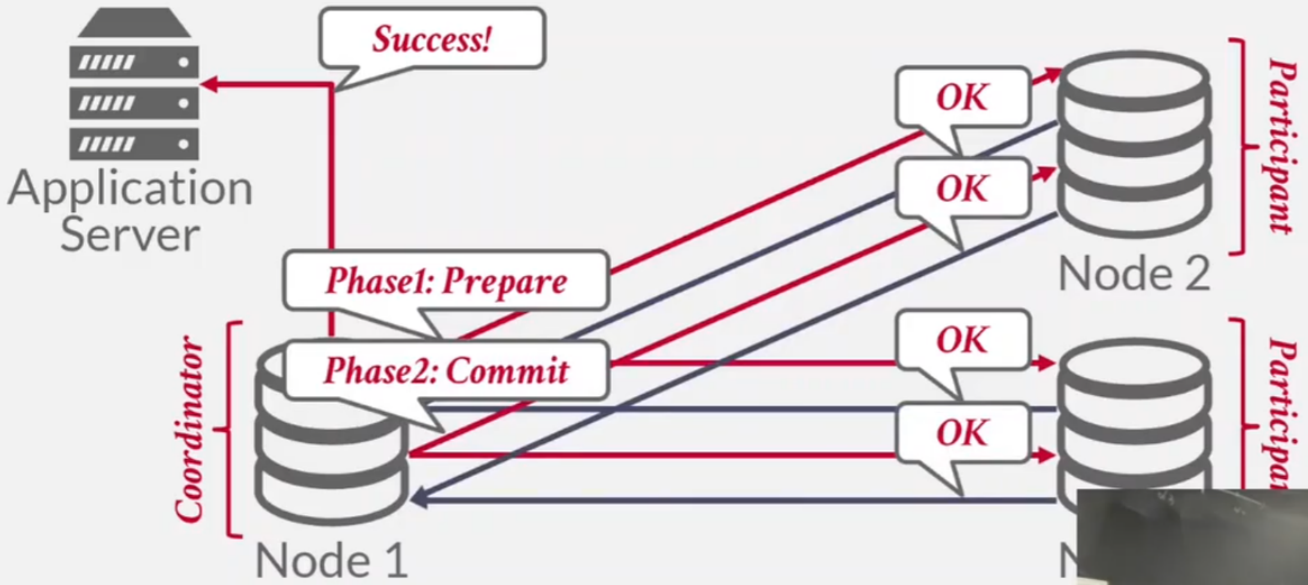 Success!
Application
Server
OK
OK
Participant
Node 2
Phase1: Prepare
Phase2: Commit
Coordinator
OK
OK
Node 1